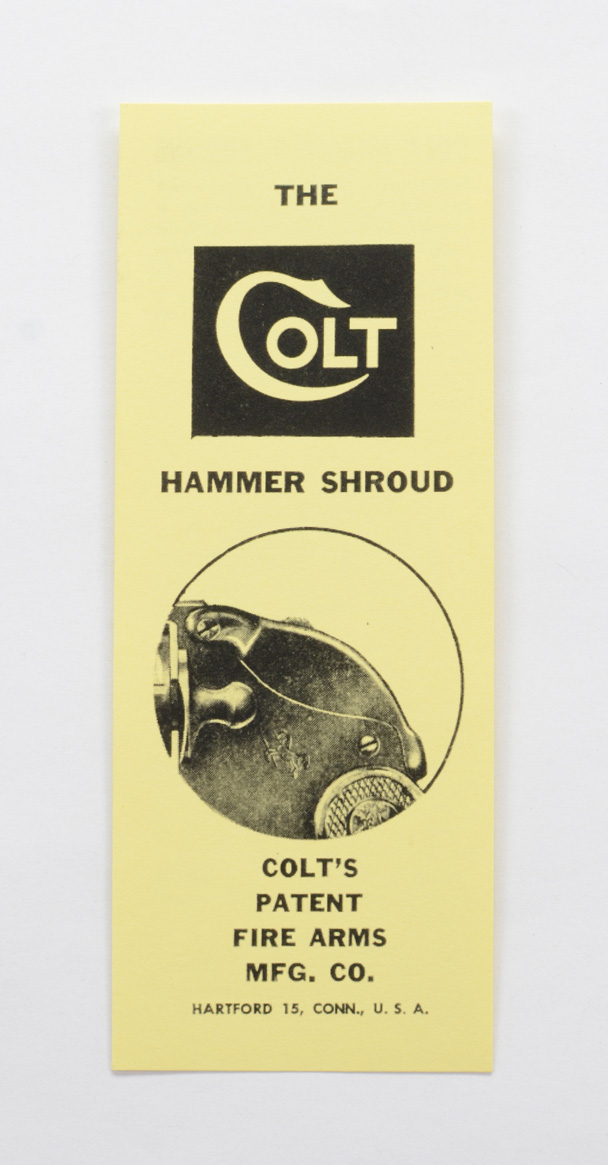 THE
COLT
HAMMER SHROUD
COLT'S
PATENT
FIRE ARMS
MFG. CO.
HARTFORD 15, CONN., U. S. A.